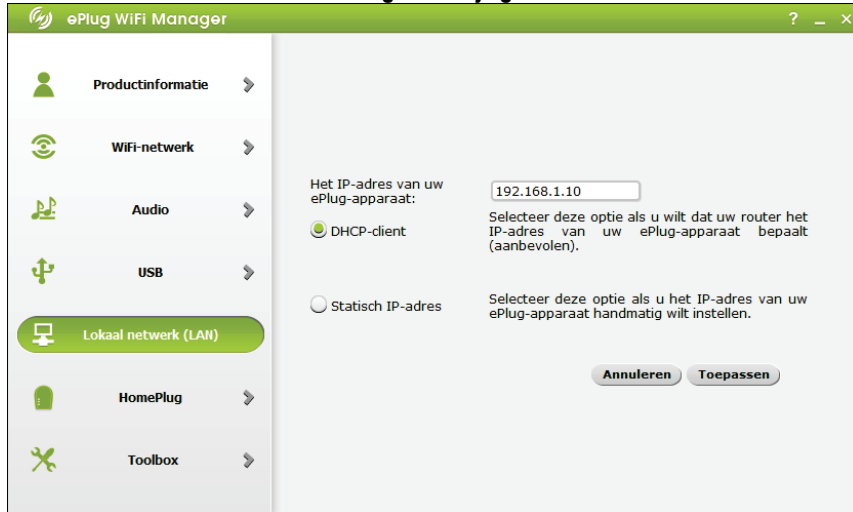 ePlug WiFi Manager
? _ ×
Productinformatie
WiFi-netwerk
Audio
USB
Lokaal netwerk (LAN)
HomePlug
Toolbox
Het IP-adres van uw
ePlug-apparaat:
192.168.1.10
DHCP-client
Selecteer deze optie als u wilt dat uw router het
IP-adres van uw ePlug-apparaat bepaalt
(aanbevolen).
Statisch IP-adres
Selecteer deze optie als u het IP-adres van uw
ePlug-apparaat handmatig wilt instellen.
Annuleren
Toepassen